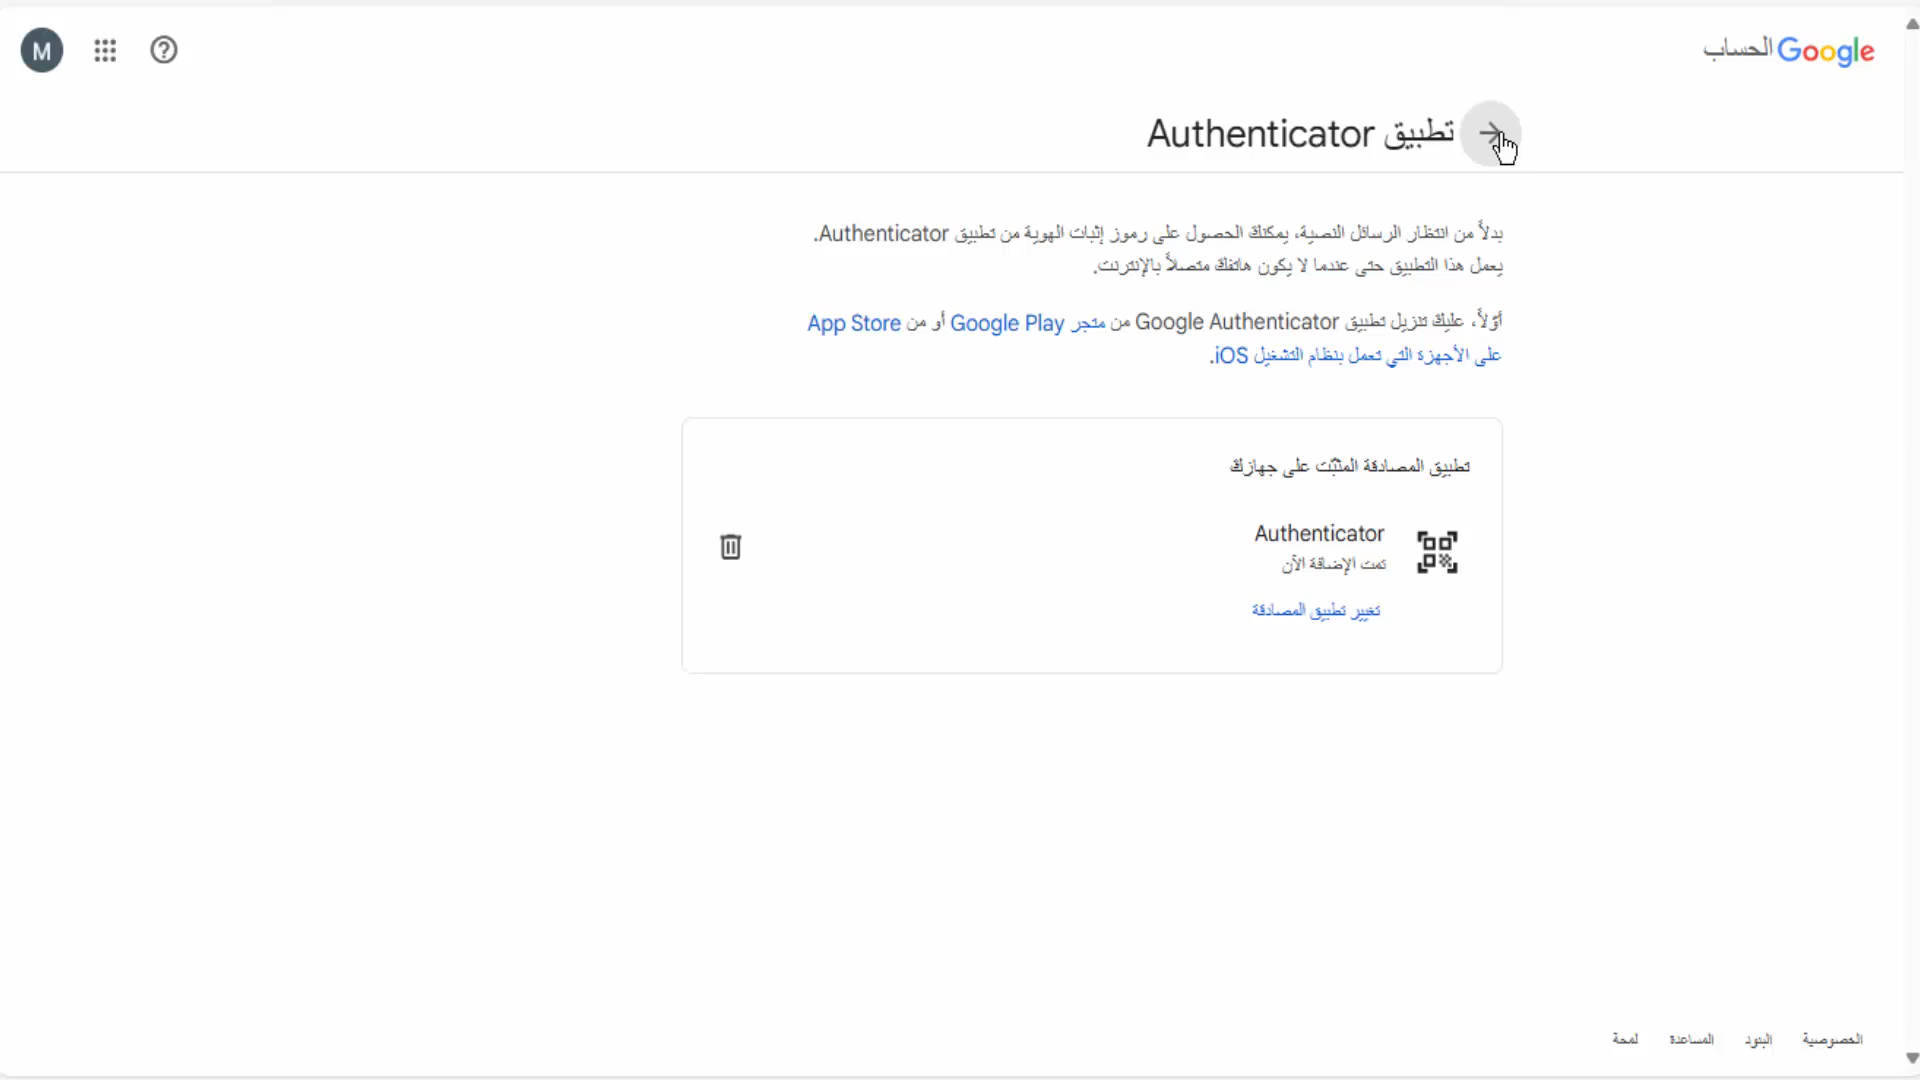 Google الحساب
M
تطبيق Authenticator
بدلاً من انتظار الرسائل النصية، يمكنك الحصول على رموز إثبات الهوية من تطبيق Authenticator.
يعمل هذا التطبيق حتى عندما لا يكون هاتفك متصلاً بالإنترنت.
أوّلاً، عليك تنزيل تطبيق Google Authenticator من متجر Google Play أو من App Store
على الأجهزة التي تعمل بنظام التشغيل iOS.
تطبيق المصادقة المثبّت على جهازك
Authenticator
تمت الإضافة الآن
تغيير تطبيق المصادقة
الخصوصية البنود المساعدة لمحة